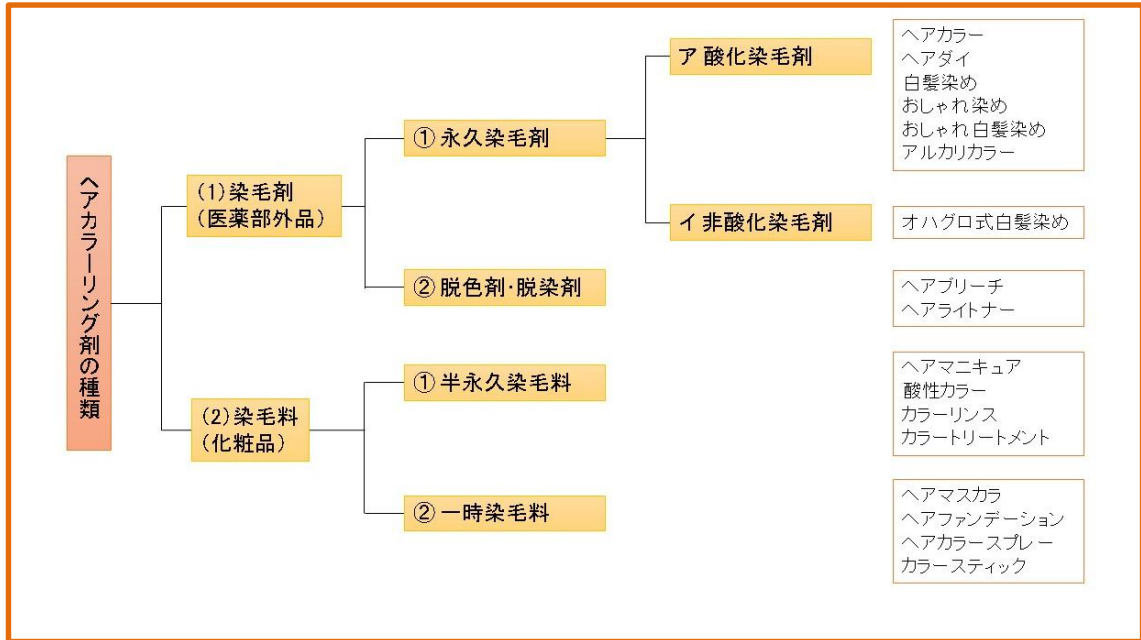 ヘアカラーリング剤の種類
(1)染毛剤
(医薬部外品)
① 永久染毛剤
ア 酸化染毛剤
ヘアカラー
ヘアダイ
白髪染め
おしゃれ染め
おしゃれ白髪染め
アルカリカラー
イ 非酸化染毛剤
オハグロ式白髪染め
② 脱色剤・脱染剤
ヘアブリーチ
ヘアライトナー
(2)染毛料
(化粧品)
① 半永久染毛料
ヘアマニキュア
酸性カラー
カラーリンス
カラートリートメント
② 一時染毛料
ヘアマスカラ
ヘアファンデーション
ヘアカラースプレー
カラースティック